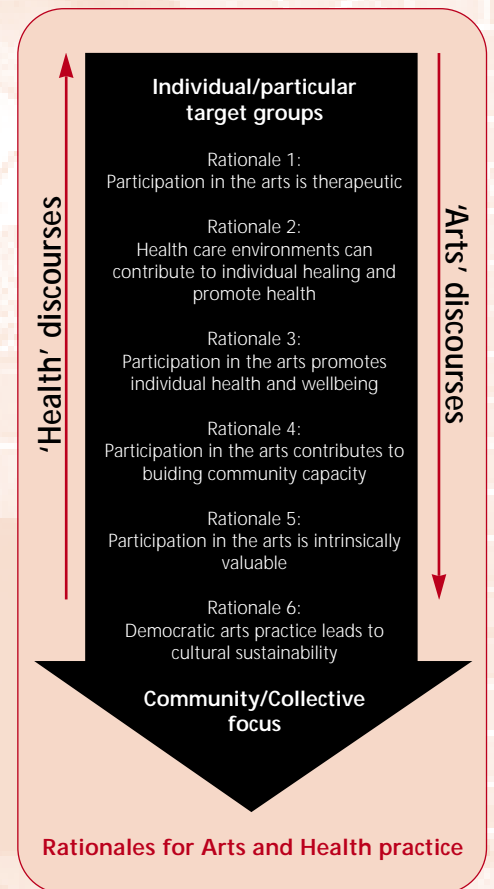 Individual/particular
target groups
Rationale 1:
Participation in the arts is therapeutic
Rationale 2:
Health care environments can
contribute to individual healing and
promote health
Rationale 3:
Participation in the arts promotes
individual health and wellbeing
Rationale 4:
Participation in the arts contributes to
buiding community capacity
Rationale 5:
Participation in the arts is intrinsically
valuable
Rationale 6:
Democratic arts practice leads to
cultural sustainability
Community/Collective
focus
'Health' discourses
'Arts' discourses
Rationales for Arts and Health practice